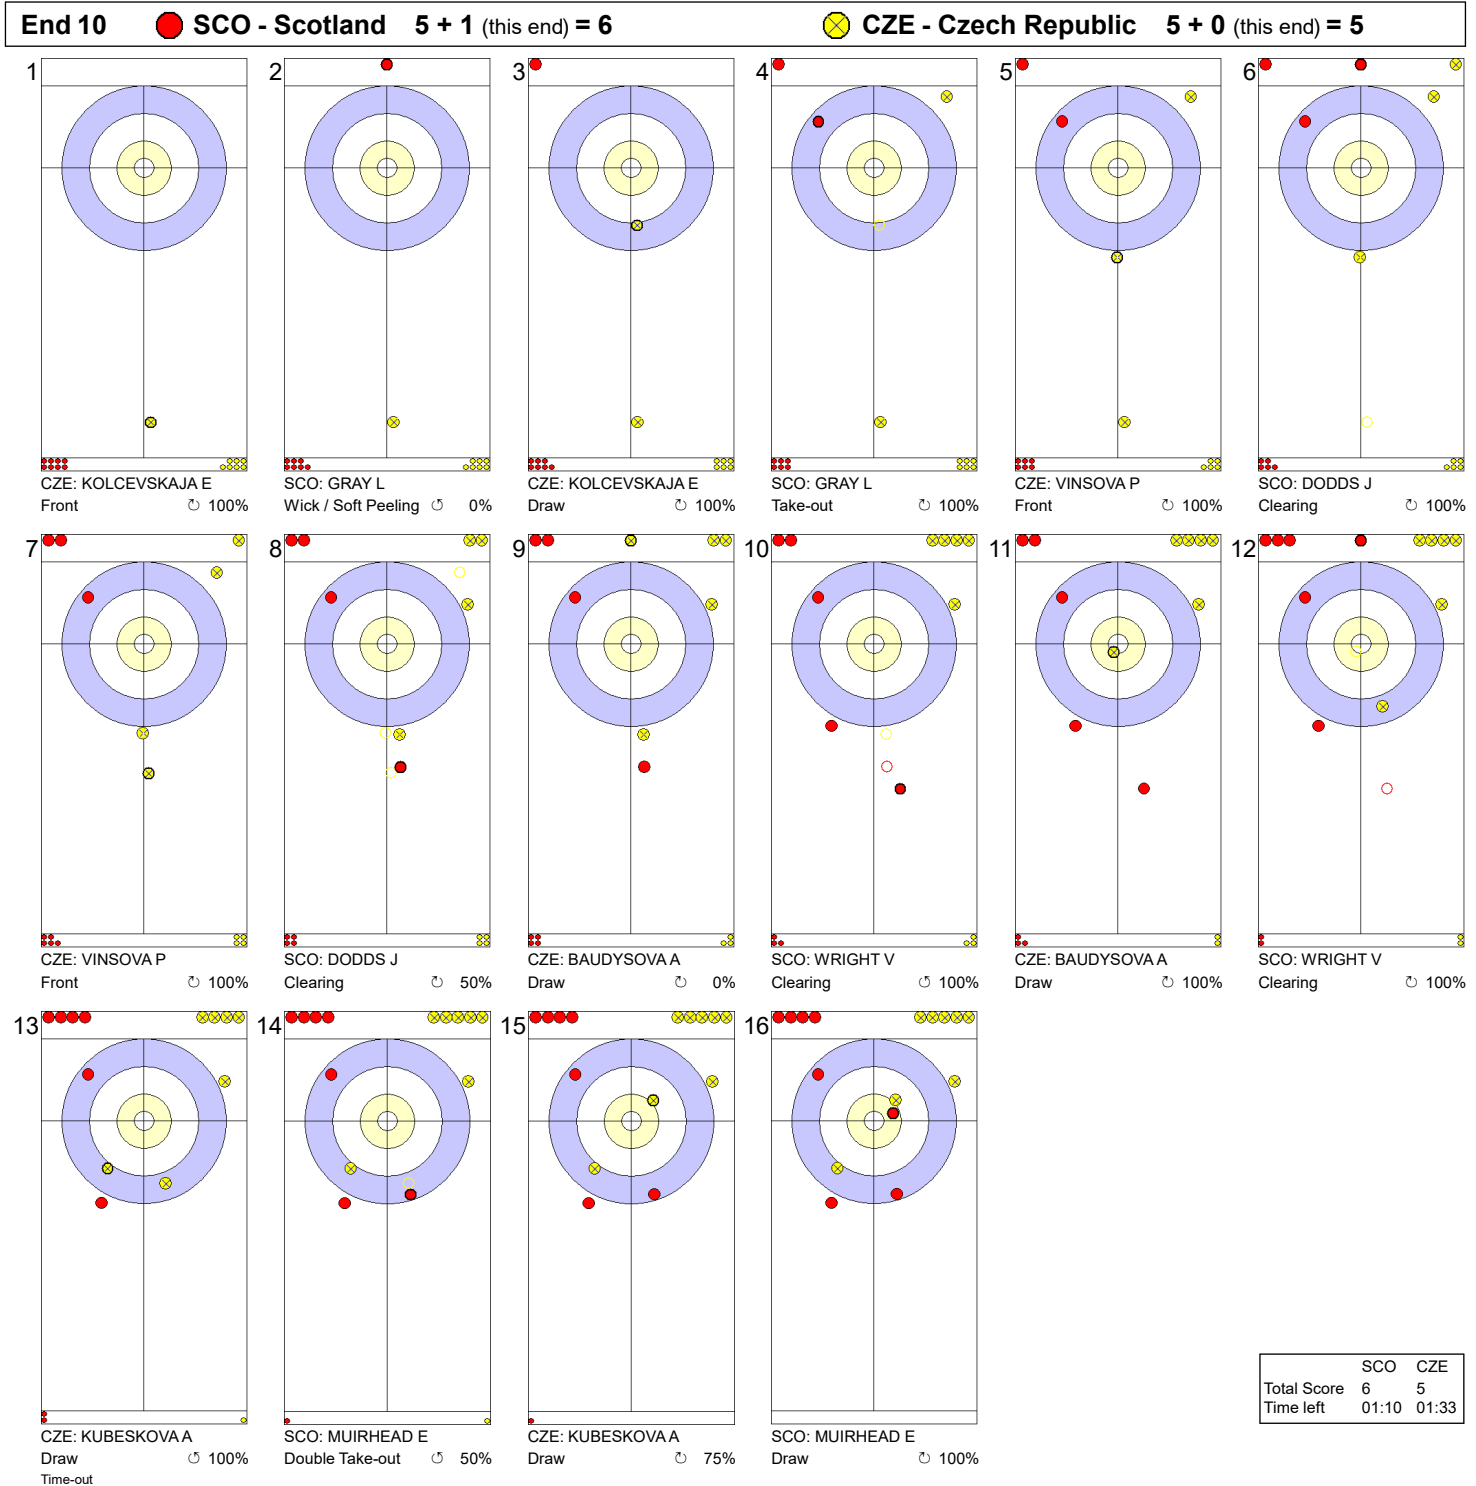 End 10 SCO - Scotland 5 + 1 (this end) = 6 CZE - Czech Republic 5 + 0 (this end) = 5
1 2 3 4 5 6
CZE: KOLCEVSKAJA E SCO: GRAY L CZE: KOLCEVSKAJA E SCO: GRAY L CZE: VINSOVA P SCO: DODDS J
Front ↻ 100% Wick / Soft Peeling ↺ 0% Draw ↻ 100% Take-out ↻ 100% Front ↻ 100% Clearing ↻ 100%
7 8 9 10 11 12
CZE: VINSOVA P SCO: DODDS J CZE: BAUDYSOVA A SCO: WRIGHT V CZE: BAUDYSOVA A SCO: WRIGHT V
Front ↻ 100% Clearing ↺ 50% Draw ↻ 0% Clearing ↺ 100% Draw ↻ 100% Clearing ↻ 100%
13 14 15 16
CZE: KUBESKOVA A SCO: MUIRHEAD E CZE: KUBESKOVA A SCO: MUIRHEAD E
Draw ↺ 100% Double Take-out ↺ 50% Draw ↻ 75% Draw ↺ 100%
Time-out
SCO CZE
Total Score 6 5
Time left 01:10 01:33